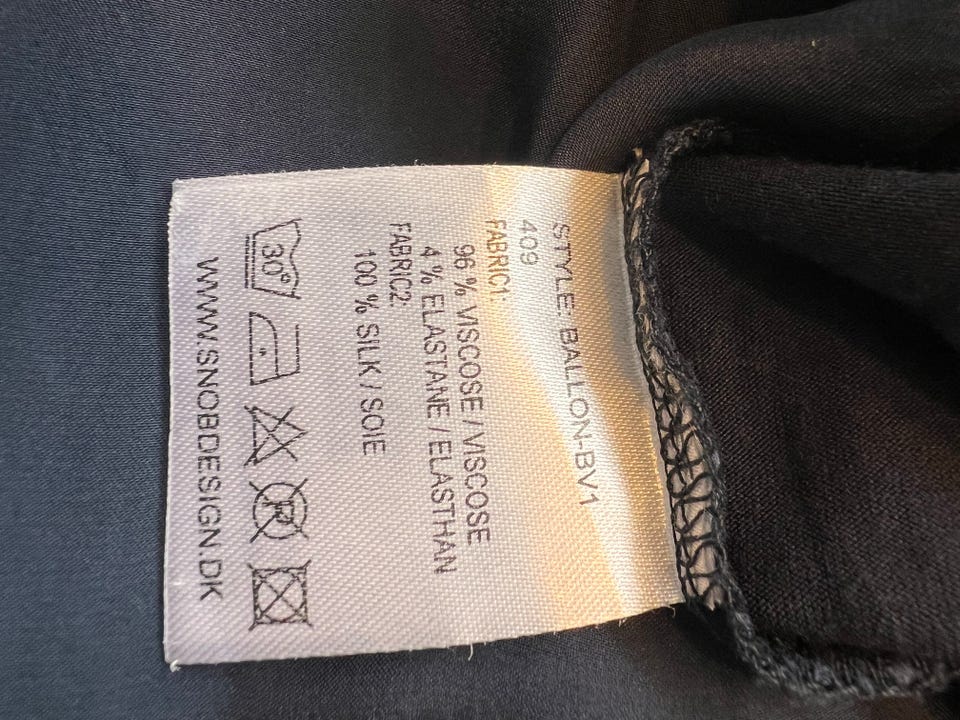 STYLE: BALLON-BV1
409
FABRIC1:
96 % VISCOSE / VISCOSE
4 % ELASTANE / ELASTHAN
FABRIC2:
100 % SILK / SOIE
30°
P
WWW.SNOBDESIGN.DK